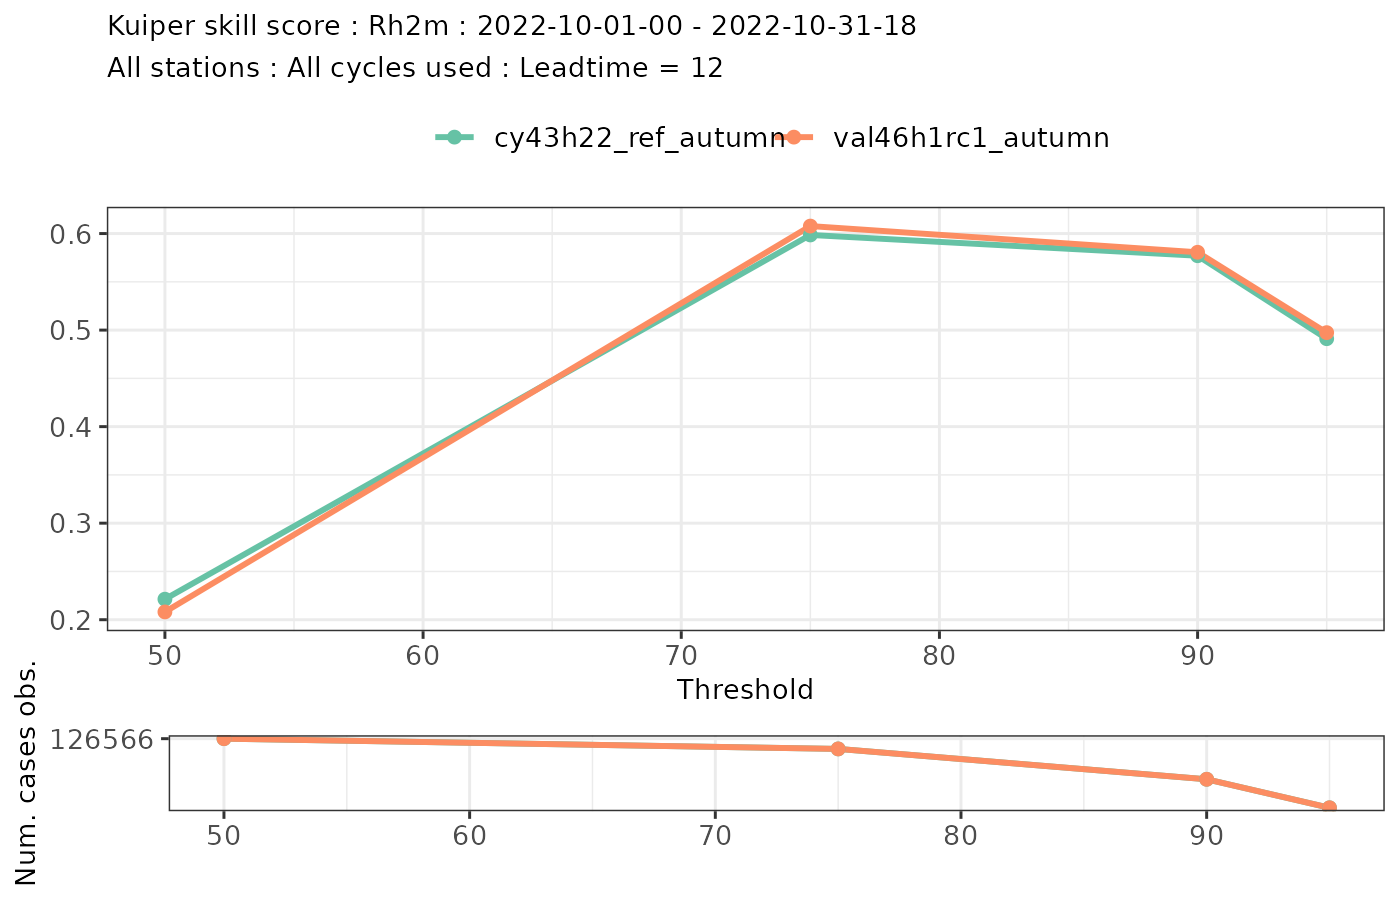 Kuiper skill score : Rh2m : 2022-10-01-00 - 2022-10-31-18
All stations : All cycles used : Leadtime = 12
cy43h22_ref_autumn val46h1rc1_autumn
0.6
0.5
0.4
0.3
0.2
50 60 70 80 90
Threshold
Num. cases obs.
126566
50 60 70 80 90